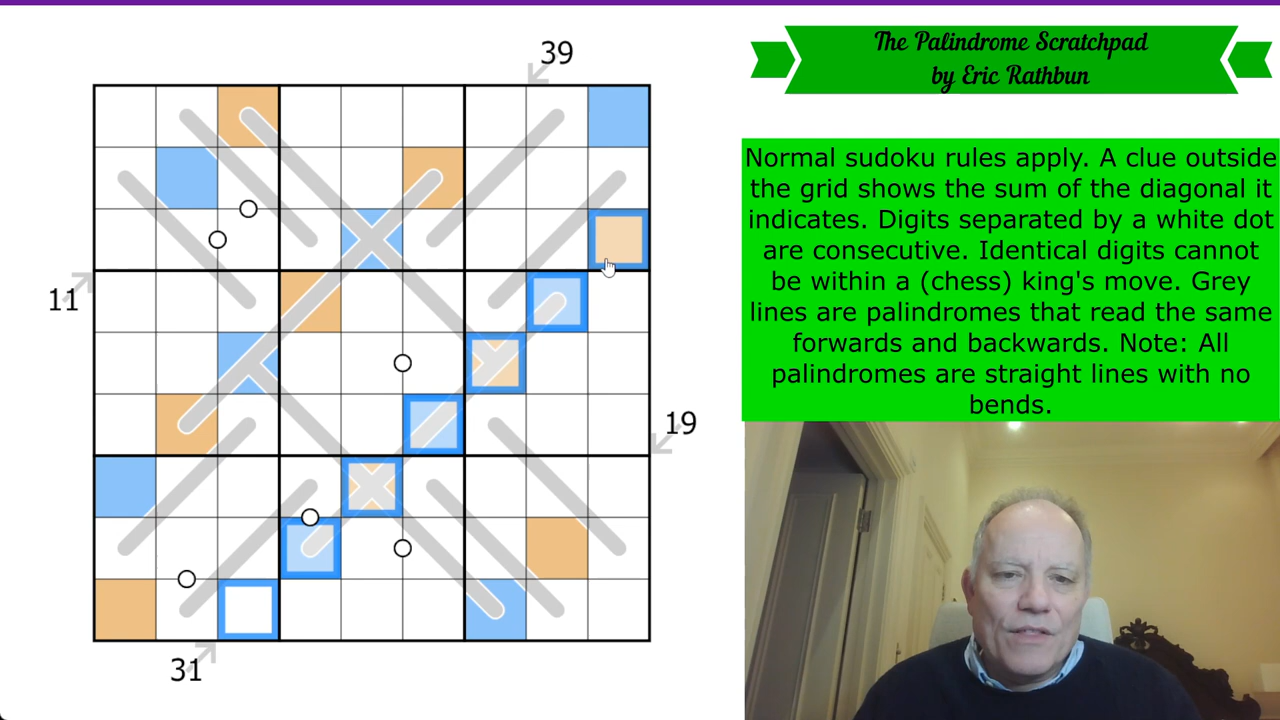 39
The Palindrome Scratchpad
by Eric Rathbun
Normal sudoku rules apply. A clue outside
the grid shows the sum of the diagonal it
indicates. Digits separated by a white dot
are consecutive. Identical digits cannot
be within a (chess) king's move. Grey
lines are palindromes that read the same
forwards and backwards. Note: All
palindromes are straight lines with no
bends.
11
19
31